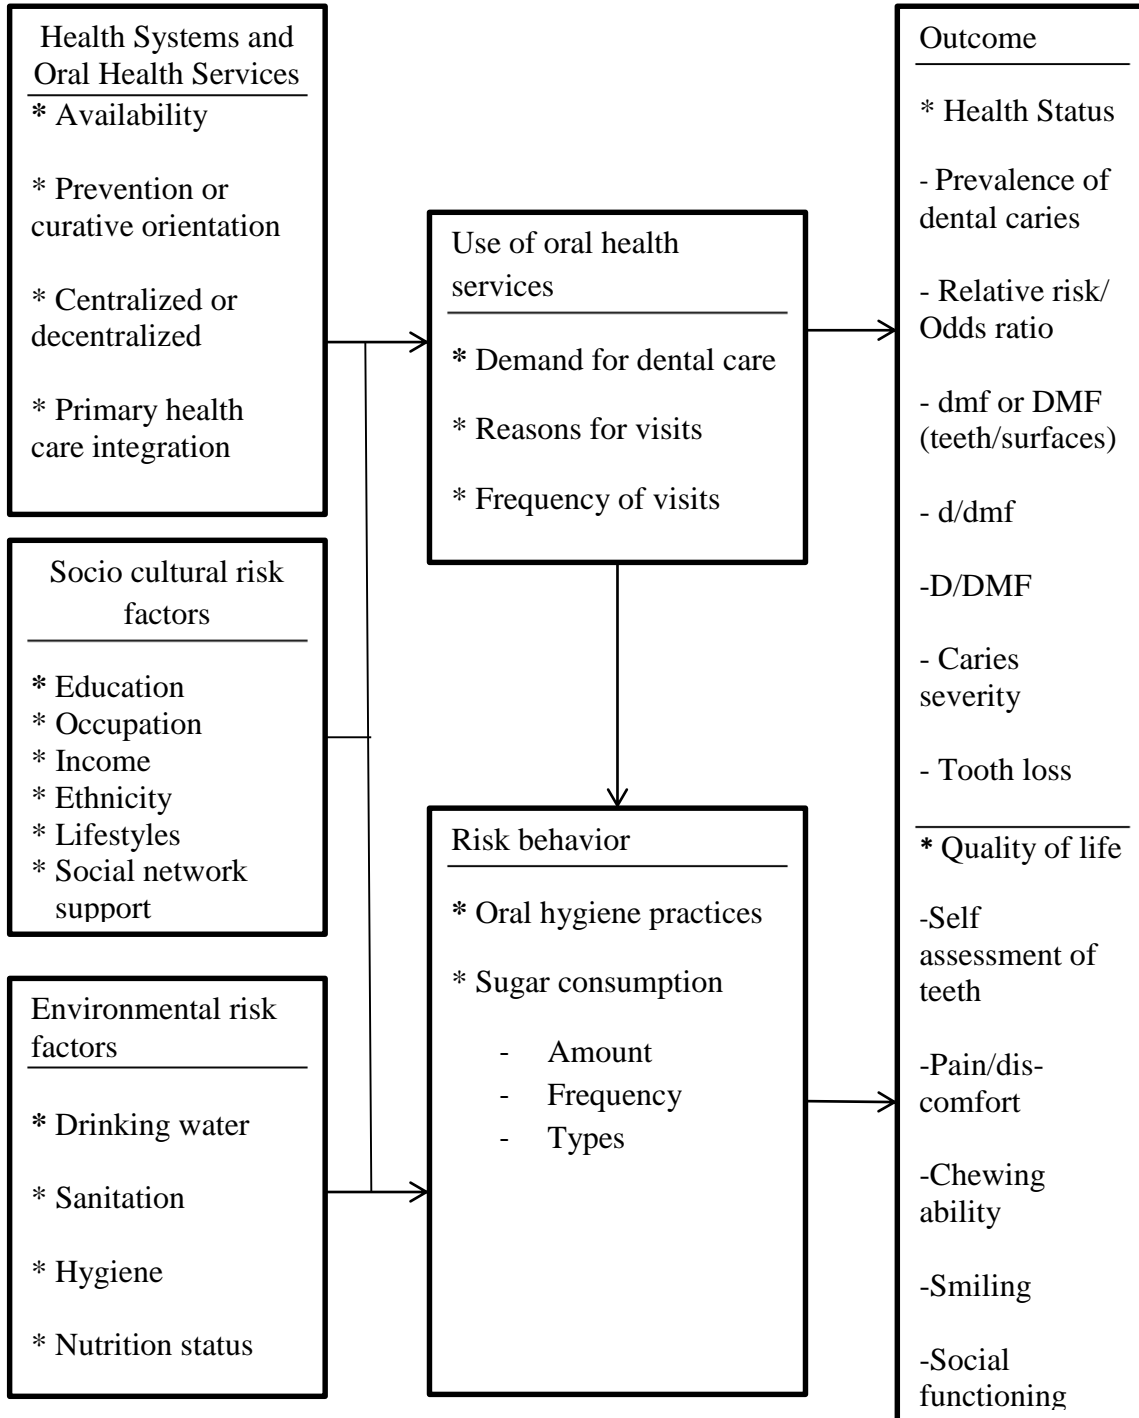 Health Systems and
Oral Health Services
* Availability
* Prevention or
curative orientation
* Centralized or
decentralized
* Primary health
care integration
Socio cultural risk
factors
* Education
* Occupation
* Income
* Ethnicity
* Lifestyles
* Social network
support
Environmental risk
factors
* Drinking water
* Sanitation
* Hygiene
* Nutrition status
Use of oral health
services
* Demand for dental care
* Reasons for visits
* Frequency of visits
Risk behavior
* Oral hygiene practices
* Sugar consumption
- Amount
- Frequency
- Types
Outcome
* Health Status
- Prevalence of
dental caries
- Relative risk/
Odds ratio
- dmf or DMF
(teeth/surfaces)
- d/dmf
-D/DMF
- Caries
severity
- Tooth loss
* Quality of life
-Self
assessment of
teeth
-Pain/dis-
comfort
-Chewing
ability
-Smiling
-Social
functioning